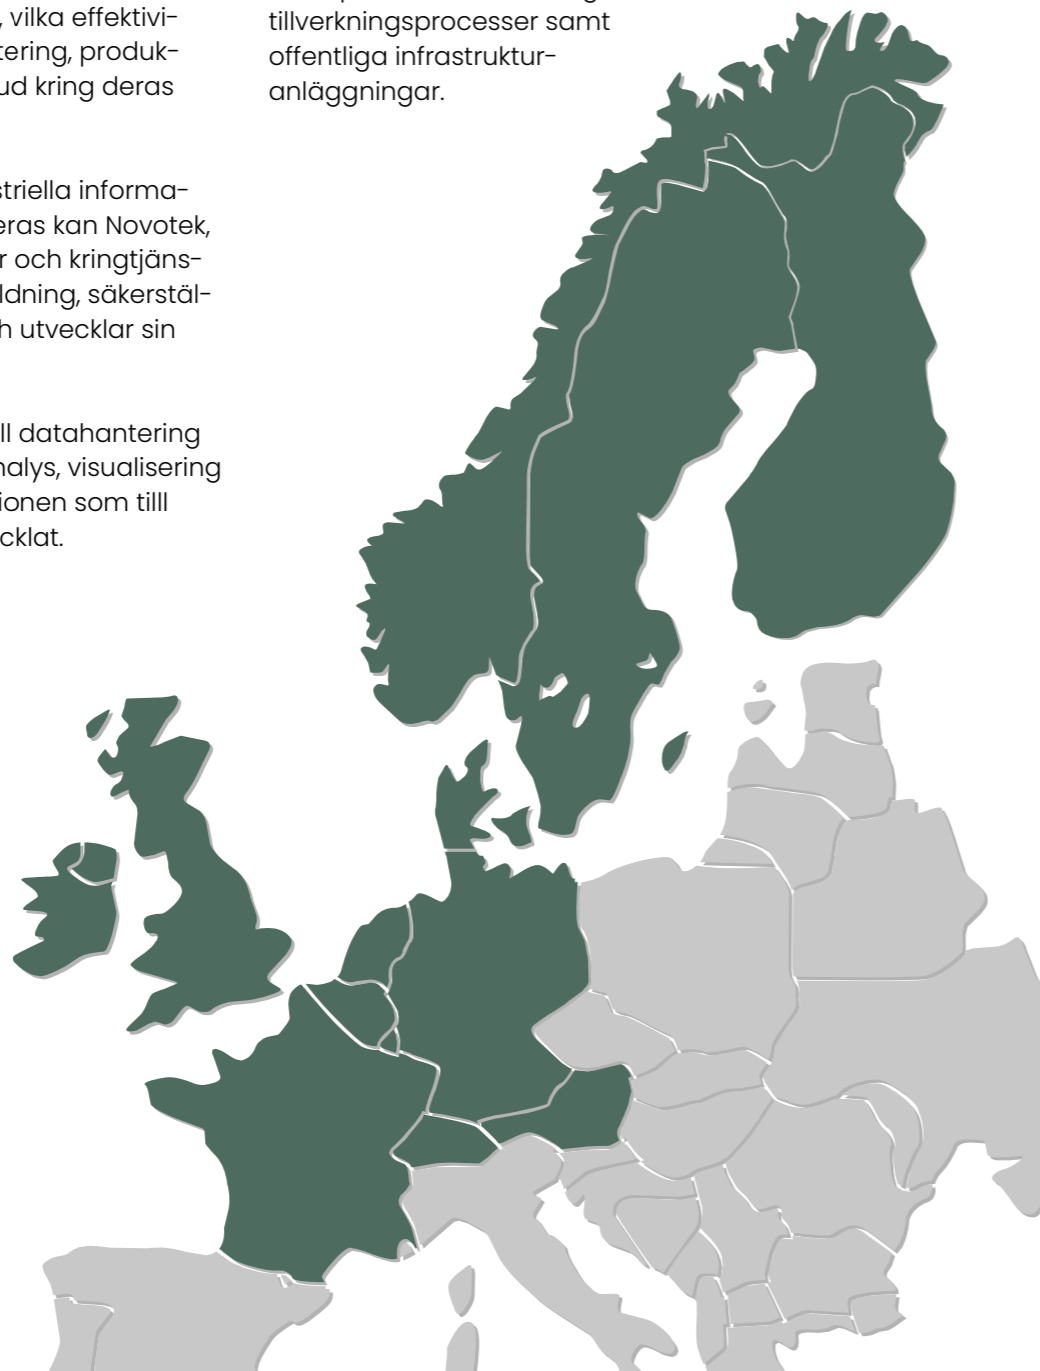 , vilka effektivi-
tering, produk-
ud kring deras
striella informa-
eras kan Novotek,
r och kringtjäns-
ldning, säkerstäl-
h utvecklar sin
ll datahantering
nalys, visualisering
ionen som tilll
cklat.
tillverkningsprocesser samt
offentliga infrastruktur-
anläggningar.